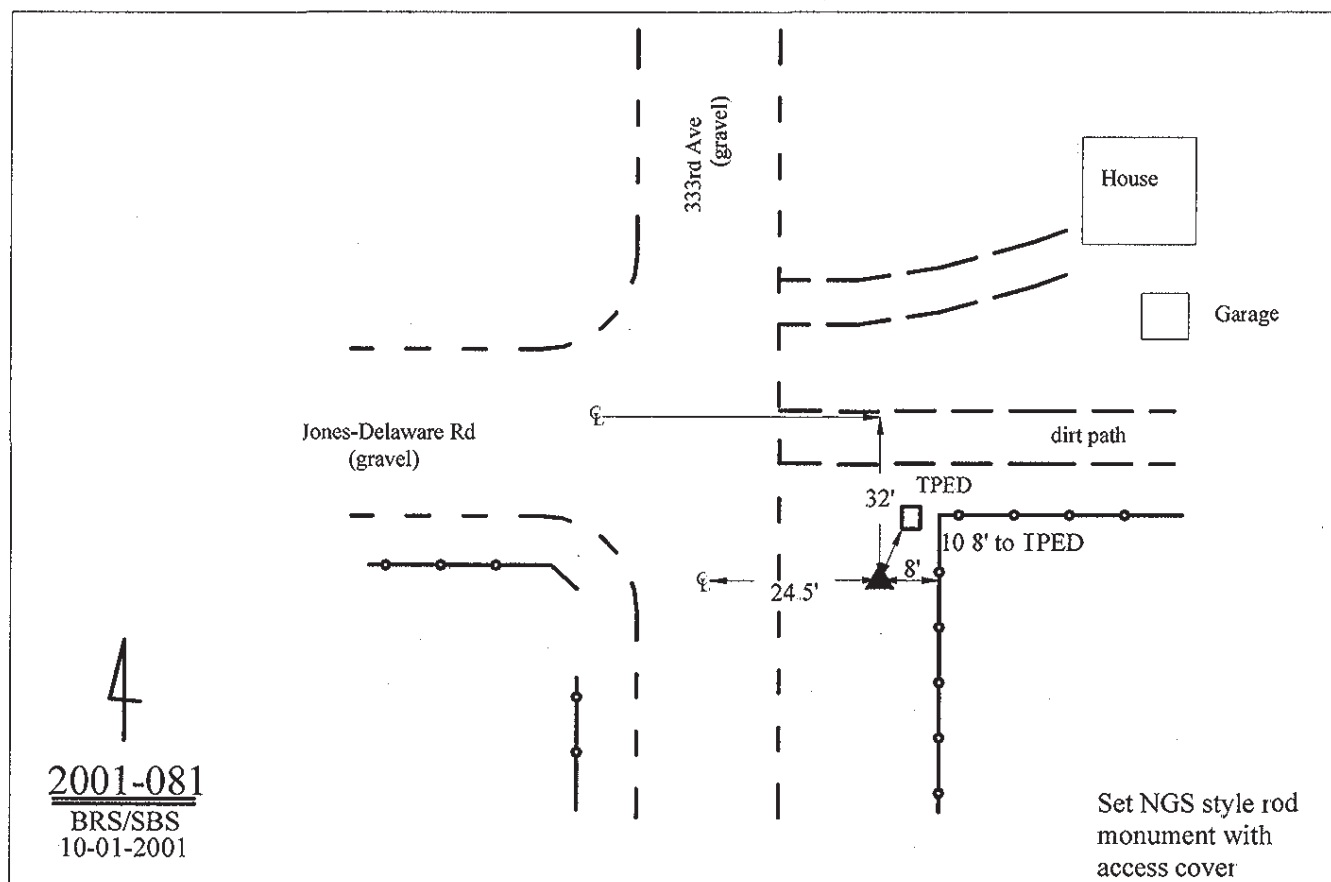 333rd Ave
(gravel)
House
Garage
℄
Jones-Delaware Rd
(gravel)
dirt path
TPED
32'
10 8' to TPED
8'
℄
24.5'
2001-081
BRS/SBS
10-01-2001
Set NGS style rod
monument with
access cover